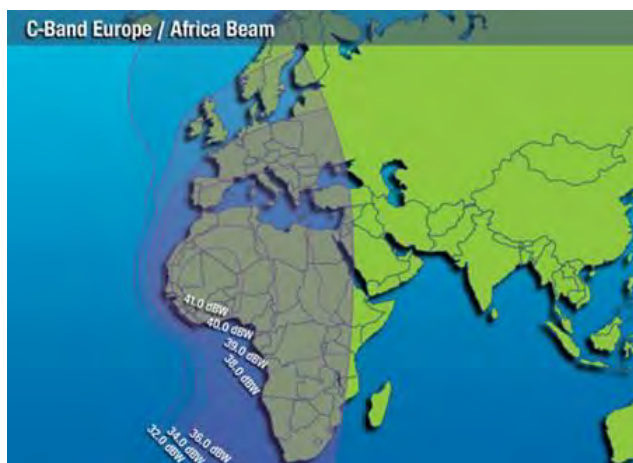 C-Band Europe / Africa Beam
41.0 dBW
40.0 dBW
39.0 dBW
38.0 dBW
36.0 dBW
34.0 dBW
32.0 dBW